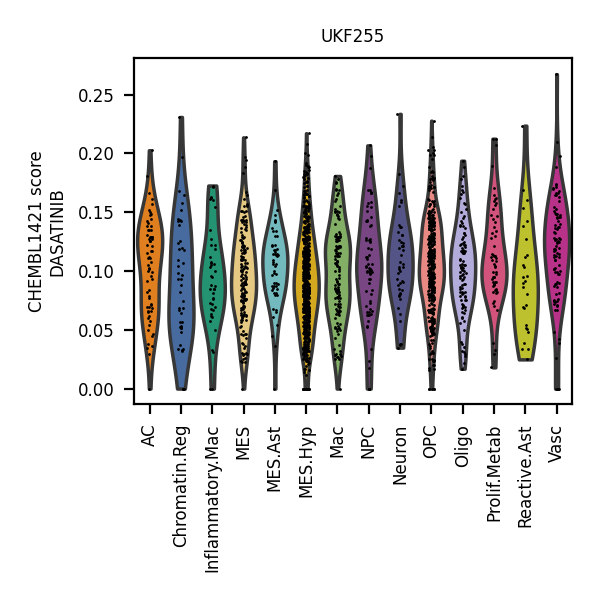 UKF255
CHEMBL1421 score
DASATINIB
0.25
0.20
0.15
0.10
0.05
0.00
AC
Chromatin.Reg
Inflammatory.Mac
MES
MES.Ast
MES.Hyp
Mac
NPC
Neuron
OPC
Oligo
Prolif.Metab
Reactive.Ast
Vasc